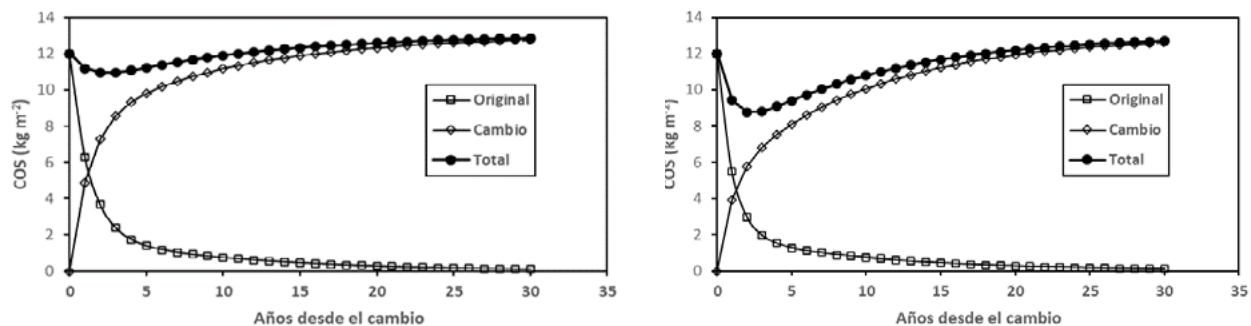 14
12
10
8
6
4
2
0
COS (kg m⁻²)
0 5 10 15 20 25 30 35
Años desde el cambio
Original
Cambio
Total
14
12
10
8
6
4
2
0
COS (kg m⁻²)
0 5 10 15 20 25 30 35
Años desde el cambio
Original
Cambio
Total